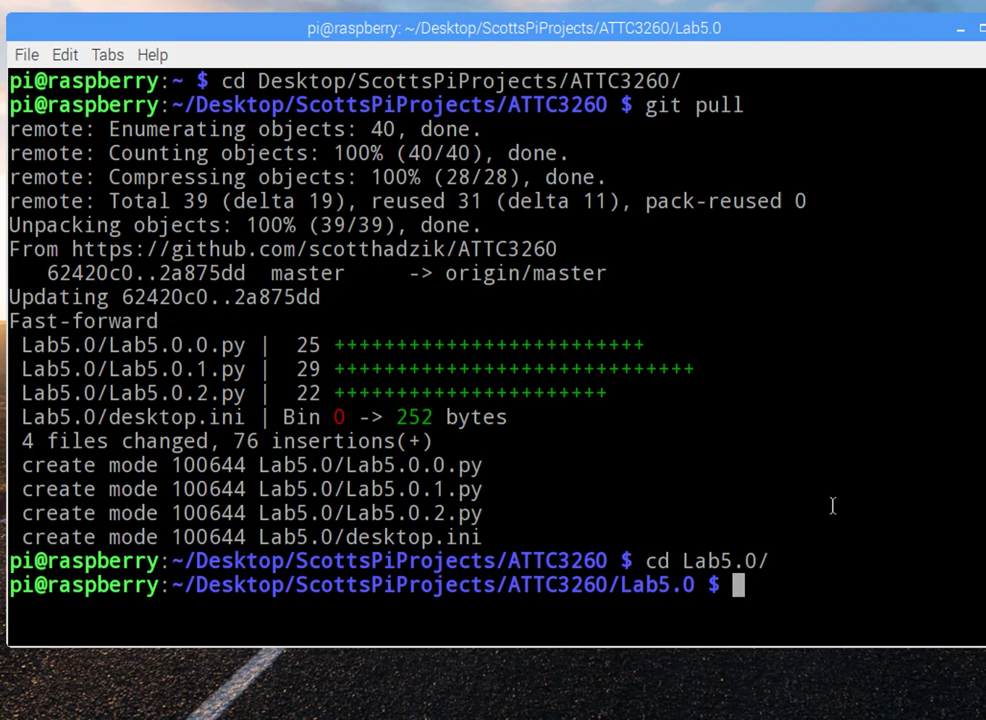 pi@raspberry: ~/Desktop/ScottsPiProjects/ATTC3260/Lab5.0
File Edit Tabs Help
pi@raspberry:~ $ cd Desktop/ScottsPiProjects/ATTC3260/
pi@raspberry:~/Desktop/ScottsPiProjects/ATTC3260 $ git pull
remote: Enumerating objects: 40, done.
remote: Counting objects: 100% (40/40), done.
remote: Compressing objects: 100% (28/28), done.
remote: Total 39 (delta 19), reused 31 (delta 11), pack-reused 0
Unpacking objects: 100% (39/39), done.
From https://github.com/scotthadzik/ATTC3260
   62420c0..2a875dd  master     -> origin/master
Updating 62420c0..2a875dd
Fast-forward
 Lab5.0/Lab5.0.0.py |  25 +++++++++++++++++++++++++
 Lab5.0/Lab5.0.1.py |  29 +++++++++++++++++++++++++++++
 Lab5.0/Lab5.0.2.py |  22 ++++++++++++++++++++++
 Lab5.0/desktop.ini | Bin 0 -> 252 bytes
 4 files changed, 76 insertions(+)
 create mode 100644 Lab5.0/Lab5.0.0.py
 create mode 100644 Lab5.0/Lab5.0.1.py
 create mode 100644 Lab5.0/Lab5.0.2.py
 create mode 100644 Lab5.0/desktop.ini
pi@raspberry:~/Desktop/ScottsPiProjects/ATTC3260 $ cd Lab5.0/
pi@raspberry:~/Desktop/ScottsPiProjects/ATTC3260/Lab5.0 $